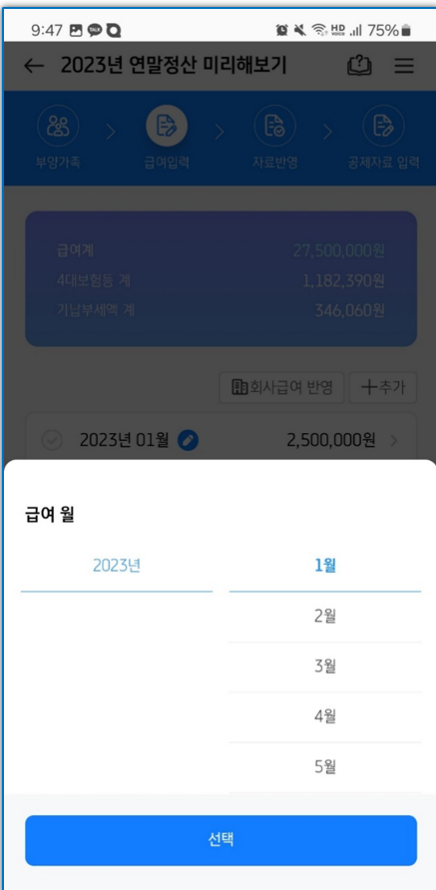 9:47 75%
2023년 연말정산 미리해보기
부양가족 급여입력 자료반영 공제자료 입력
급여계 27,500,000원
4대보험등 계 1,182,390원
기납부세액 계 346,060원
회사급여 반영 추가
2023년 01월 2,500,000원
급여 월
2023년 1월
2월
3월
4월
5월
선택